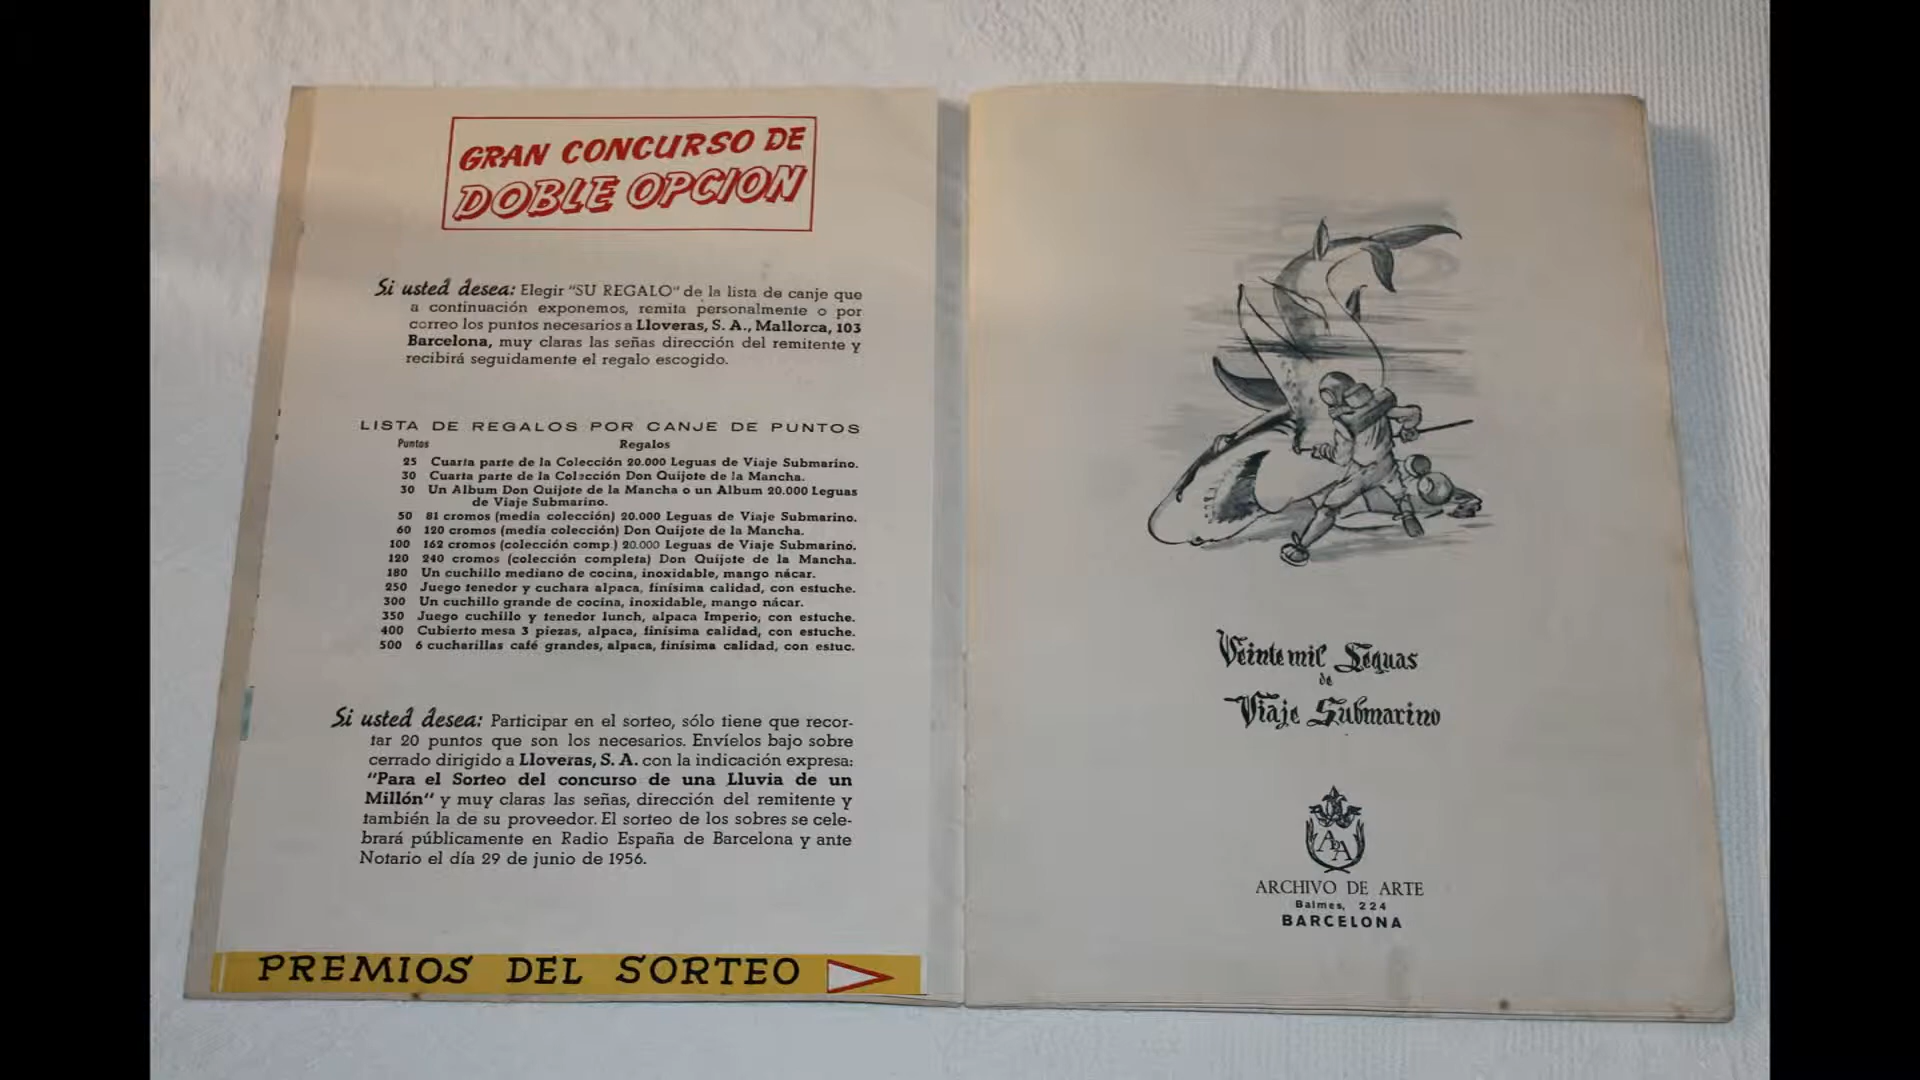 GRAN CONCURSO DE
DOBLE OPCION
Si usted desea: Elegir "SU REGALO" de la lista de canje que
a continuación exponemos, remita personalmente o por
correo los puntos necesarios a Lloveras, S. A., Mallorca, 103
Barcelona, muy claras las señas dirección del remitente y
recibirá seguidamente el regalo escogido.
LISTA DE REGALOS POR CANJE DE PUNTOS
Puntos Regalos
25 Cuarta parte de la Colección 20.000 Leguas de Viaje Submarino.
30 Cuarta parte de la Colección Don Quijote de la Mancha.
30 Un Album Don Quijote de la Mancha o un Album 20.000 Leguas
de Viaje Submarino.
50 81 cromos (media colección) 20.000 Leguas de Viaje Submarino.
60 120 cromos (media colección) Don Quijote de la Mancha.
100 162 cromos (colección comp.) 20.000 Leguas de Viaje Submarino.
120 240 cromos (colección completa) Don Quijote de la Mancha.
180 Un cuchillo mediano de cocina, inoxidable, mango nácar.
250 Juego tenedor y cuchara alpaca, finísima calidad, con estuche.
300 Un cuchillo grande de cocina, inoxidable, mango nácar.
350 Juego cuchillo y tenedor lunch, alpaca Imperio, con estuche.
400 Cubierto mesa 3 piezas, alpaca, finísima calidad, con estuche.
500 6 cucharillas café grandes, alpaca, finísima calidad, con estuc.
Si usted desea: Participar en el sorteo, sólo tiene que recor-
tar 20 puntos que son los necesarios. Envíelos bajo sobre
cerrado dirigido a Lloveras, S. A. con la indicación expresa:
"Para el Sorteo del concurso de una Lluvia de un
Millón" y muy claras las señas, dirección del remitente y
también la de su proveedor. El sorteo de los sobres se cele-
brará públicamente en Radio España de Barcelona y ante
Notario el día 29 de junio de 1956.
PREMIOS DEL SORTEO
Veinte mil Leguas
de
Viaje Submarino
ADA
ARCHIVO DE ARTE
Balmes, 224
BARCELONA